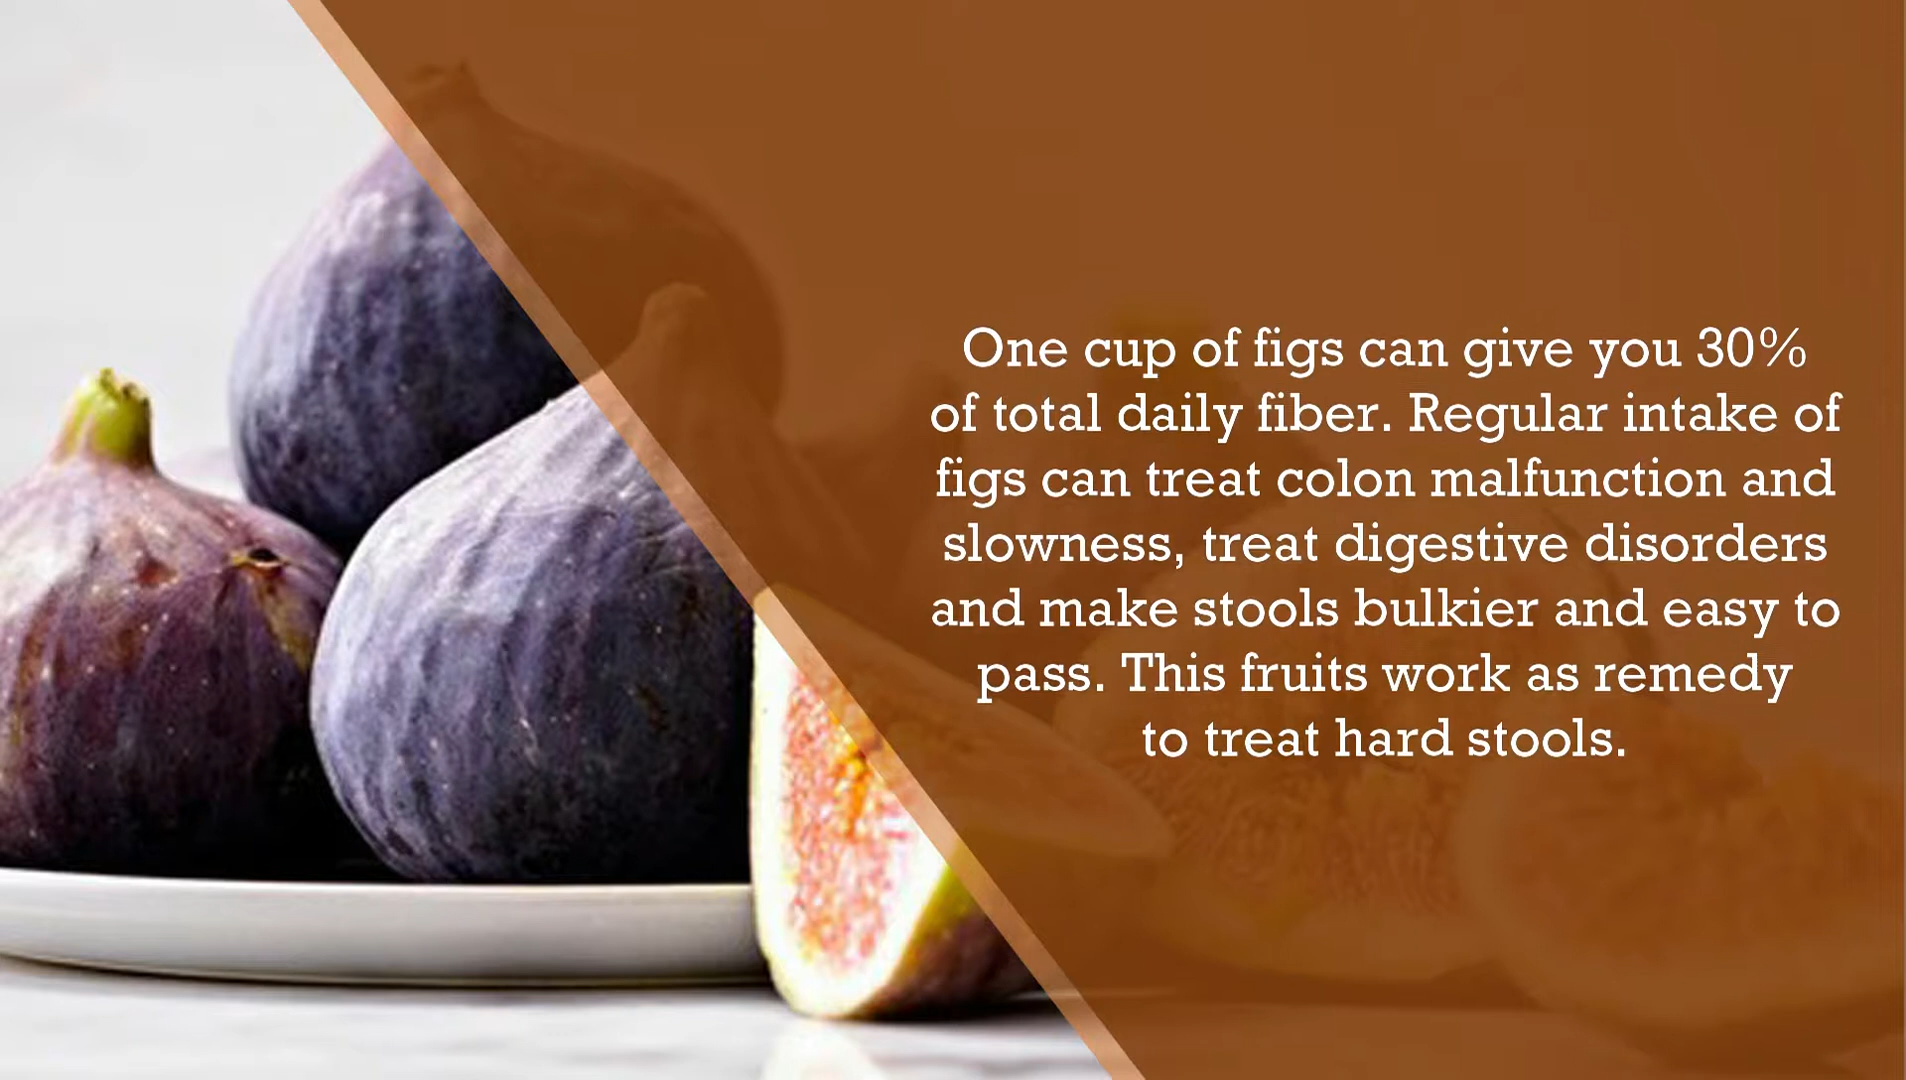 One cup of figs can give you 30%
of total daily fiber. Regular intake of
figs can treat colon malfunction and
slowness, treat digestive disorders
and make stools bulkier and easy to
pass. This fruits work as remedy
to treat hard stools.